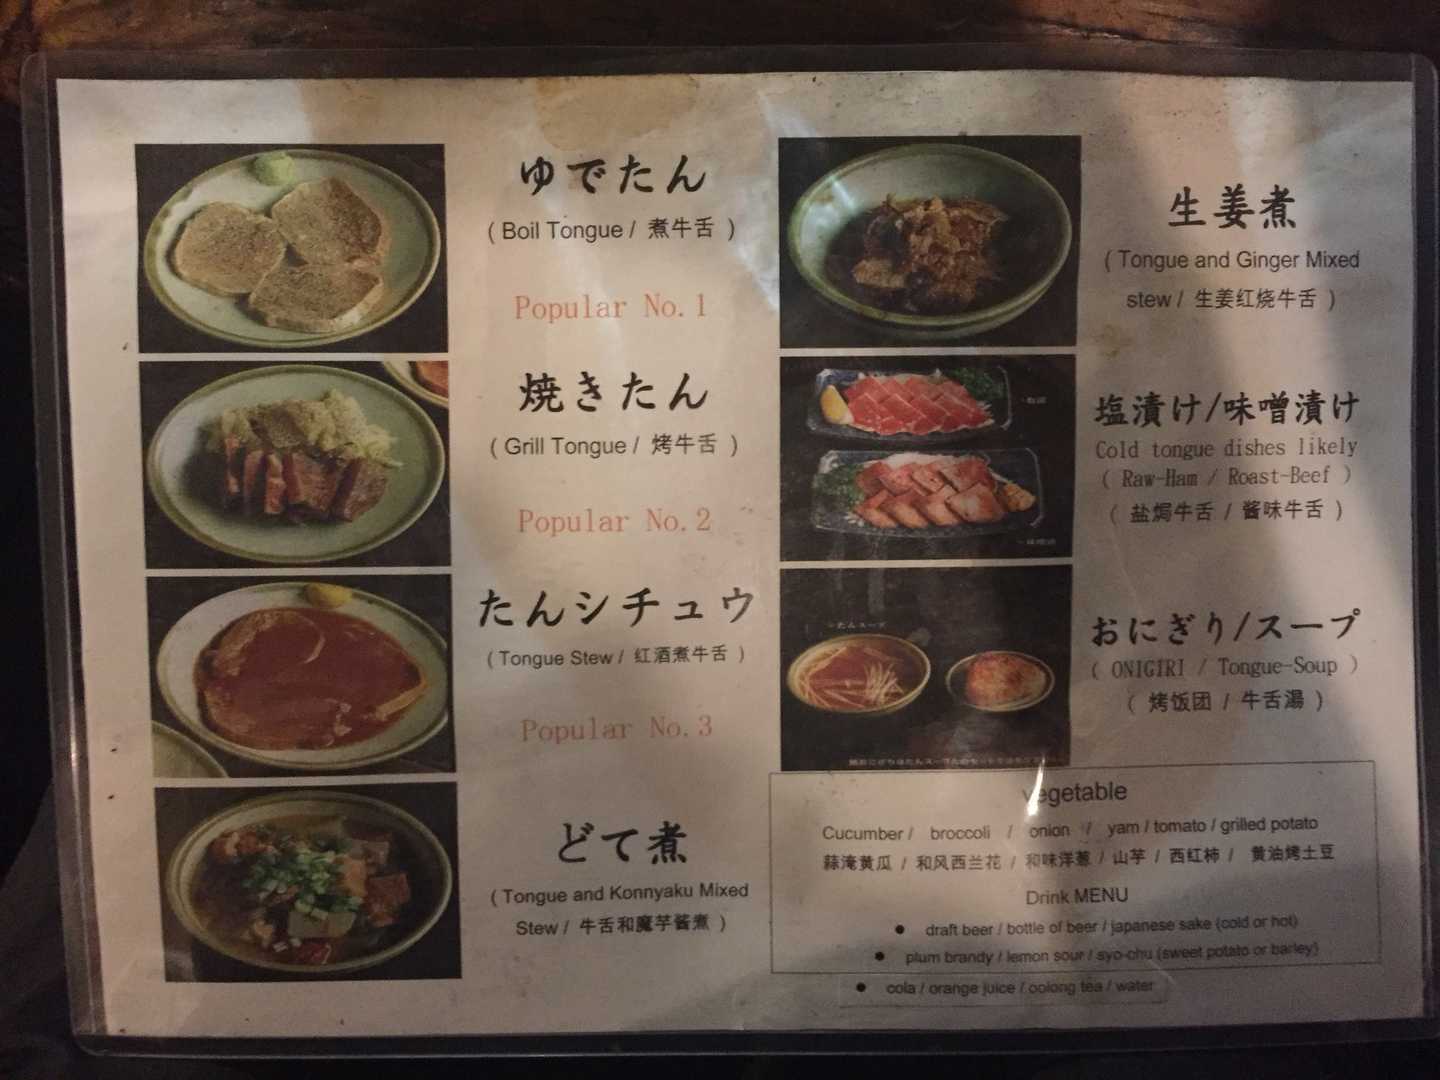 ゆでたん
( Boil Tongue / 煮牛舌 )
Popular No.1
焼きたん
( Grill Tongue / 烤牛舌 )
Popular No.2
たんシチュウ
( Tongue Stew / 红酒煮牛舌 )
Popular No.3
どて煮
( Tongue and Konnyaku Mixed
Stew / 牛舌和魔芋酱煮 )
生姜煮
( Tongue and Ginger Mixed
stew / 生姜红烧牛舌 )
塩漬け/味噌漬け
Cold tongue dishes likely
( Raw-Ham / Roast-Beef )
( 盐焗牛舌 / 酱味牛舌 )
たんスープ
おにぎり/スープ
( ONIGIRI / Tongue-Soup )
( 烤饭团 / 牛舌湯 )
vegetable
Cucumber / broccoli / onion / yam / tomato / grilled potato
蒜淹黄瓜 / 和风西兰花 / 和味洋葱 / 山芋 / 西红柿 / 黄油烤土豆
Drink MENU
● draft beer / bottle of beer / japanese sake (cold or hot)
● plum brandy / lemon sour / syo-chu (sweet potato or barley)
● cola / orange juice / oolong tea / water